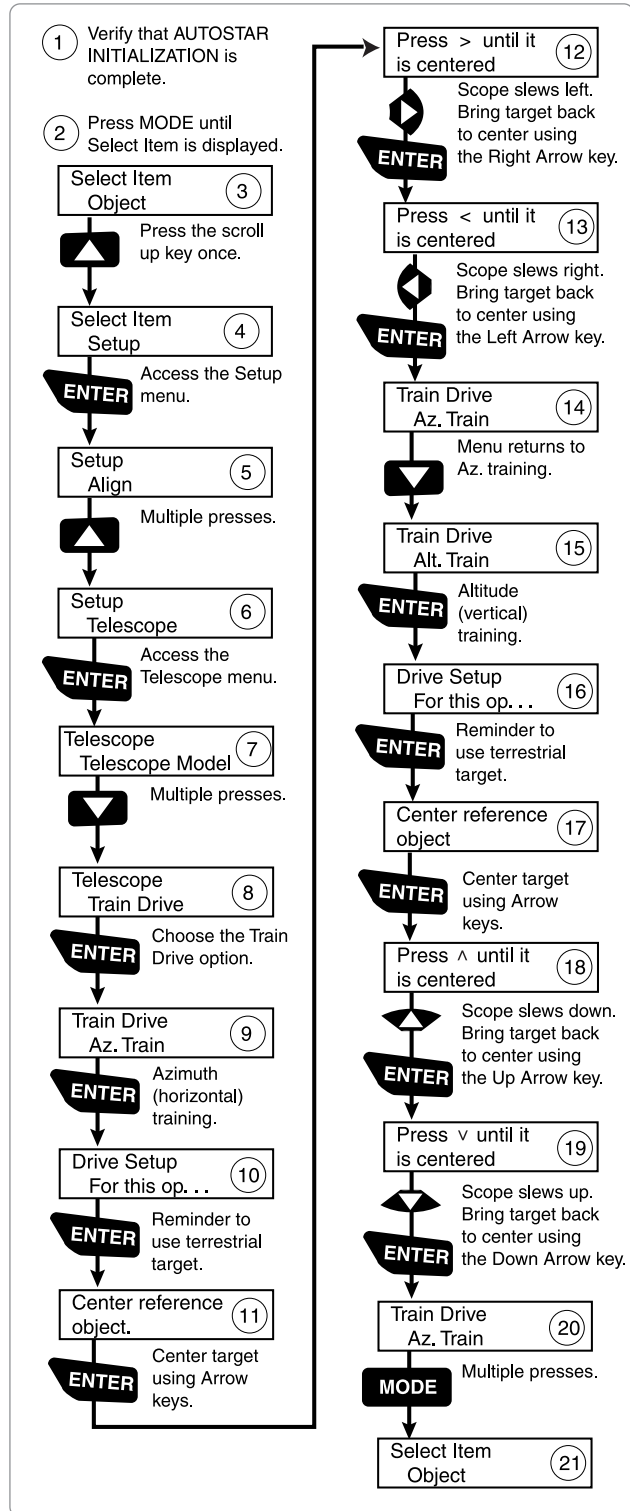 1 Verify that AUTOSTAR
INITIALIZATION is
complete.
2 Press MODE until
Select Item is displayed.
Select Item
Object 3
Press the scroll
up key once.
Select Item
Setup 4
ENTER
Access the Setup
menu.
Setup
Align 5
Multiple presses.
Setup
Telescope 6
ENTER
Access the
Telescope menu.
Telescope
Telescope Model 7
Multiple presses.
Telescope
Train Drive 8
ENTER
Choose the Train
Drive option.
Train Drive
Az. Train 9
ENTER
Azimuth
(horizontal)
training.
Drive Setup
For this op... 10
ENTER
Reminder to
use terrestrial
target.
Center reference
object. 11
ENTER
Center target
using Arrow
keys.
Press > until it
is centered 12
Scope slews left.
Bring target back
to center using
the Right Arrow key.
ENTER
Press < until it
is centered 13
Scope slews right.
Bring target back
to center using
the Left Arrow key.
ENTER
Train Drive
Az. Train 14
Menu returns to
Az. training.
Train Drive
Alt. Train 15
ENTER
Altitude
(vertical)
training.
Drive Setup
For this op... 16
ENTER
Reminder to
use terrestrial
target.
Center reference
object 17
ENTER
Center target
using Arrow
keys.
Press ^ until it
is centered 18
Scope slews down.
Bring target back
to center using
the Up Arrow key.
ENTER
Press v until it
is centered 19
Scope slews up.
Bring target back
to center using
the Down Arrow key.
ENTER
Train Drive
Az. Train 20
MODE
Multiple presses.
Select Item
Object 21